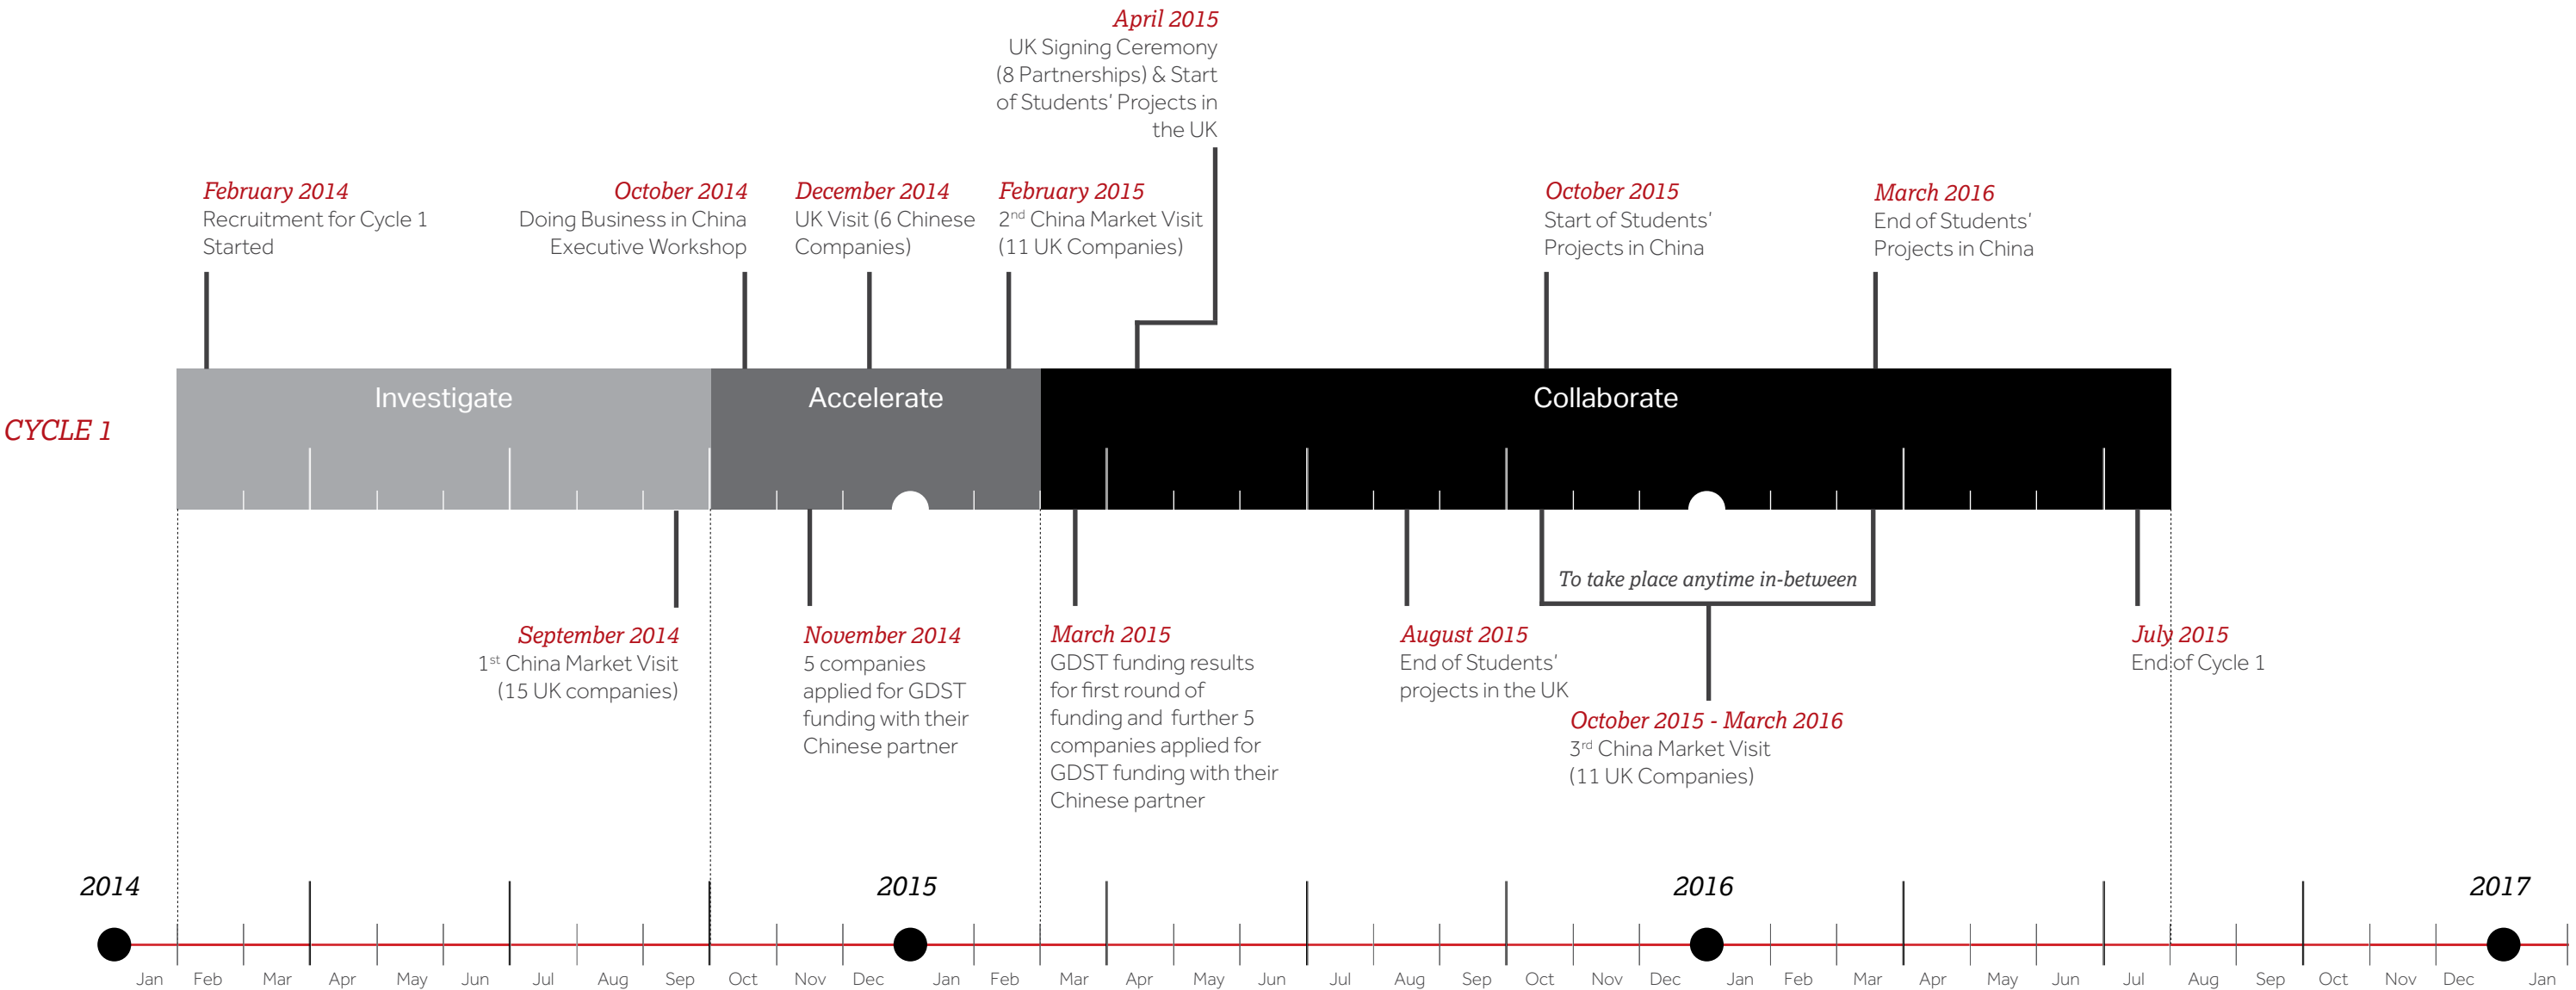 April 2015
UK Signing Ceremony
(8 Partnerships) & Start
of Students' Projects in
the UK
February 2014
Recruitment for Cycle 1
Started
October 2014
Doing Business in China
Executive Workshop
December 2014
UK Visit (6 Chinese
Companies)
February 2015
2nd China Market Visit
(11 UK Companies)
October 2015
Start of Students'
Projects in China
March 2016
End of Students'
Projects in China
CYCLE 1
Investigate
Accelerate
Collaborate
September 2014
1st China Market Visit
(15 UK companies)
November 2014
5 companies
applied for GDST
funding with their
Chinese partner
March 2015
GDST funding results
for first round of
funding and further 5
companies applied for
GDST funding with their
Chinese partner
August 2015
End of Students'
projects in the UK
To take place anytime in-between
October 2015 - March 2016
3rd China Market Visit
(11 UK Companies)
July 2015
End of Cycle 1
2014 2015 2016 2017
Jan Feb Mar Apr May Jun Jul Aug Sep Oct Nov Dec Jan Feb Mar Apr May Jun Jul Aug Sep Oct Nov Dec Jan Feb Mar Apr May Jun Jul Aug Sep Oct Nov Dec Jan